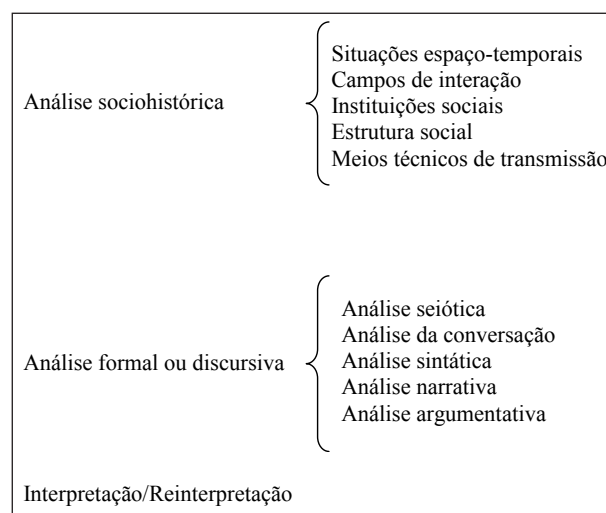 Análise sociohistórica
Situações espaço-temporais
Campos de interação
Instituições sociais
Estrutura social
Meios técnicos de transmissão
Análise formal ou discursiva
Análise seiótica
Análise da conversação
Análise sintática
Análise narrativa
Análise argumentativa
Interpretação/Reinterpretação